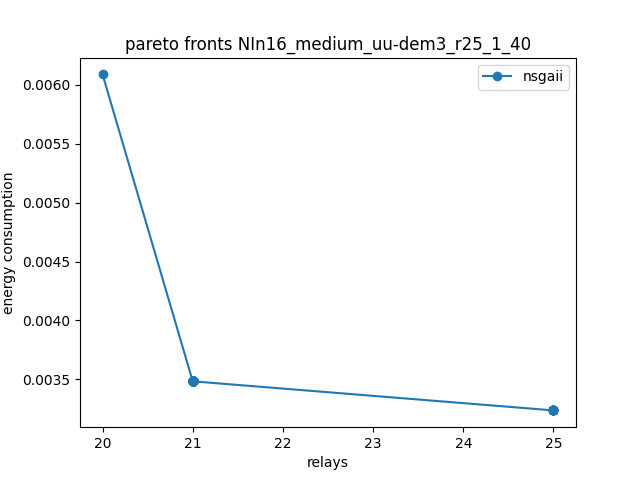 pareto fronts NIn16_medium_uu-dem3_r25_1_40
nsgaii
0.0060
0.0055
0.0050
0.0045
0.0040
0.0035
energy consumption
20 21 22 23 24 25
relays